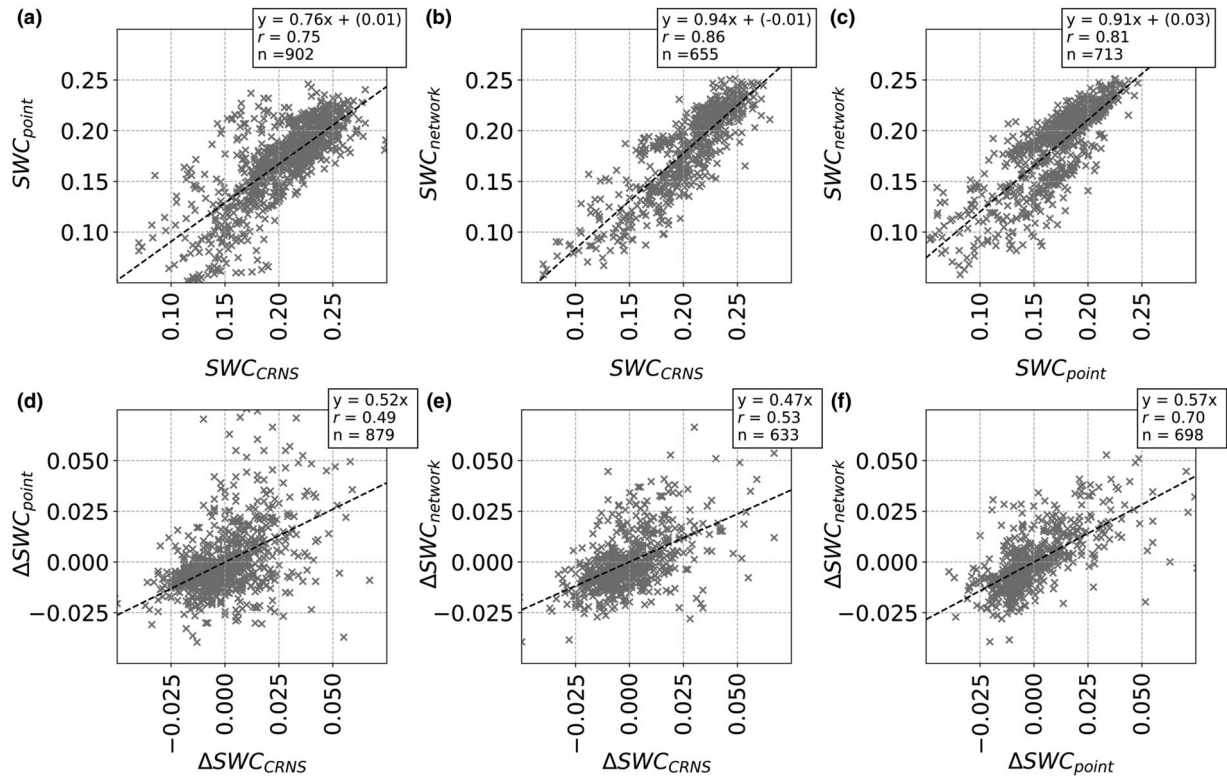 (a)
y = 0.76x + (0.01)
r = 0.75
n =902
SWC_point
0.25
0.20
0.15
0.10
0.10
0.15
0.20
0.25
SWC_CRNS
(b)
y = 0.94x + (-0.01)
r = 0.86
n =655
SWC_network
0.25
0.20
0.15
0.10
0.10
0.15
0.20
0.25
SWC_CRNS
(c)
y = 0.91x + (0.03)
r = 0.81
n =713
SWC_network
0.25
0.20
0.15
0.10
0.10
0.15
0.20
0.25
SWC_point
(d)
y = 0.52x
r = 0.49
n = 879
ΔSWC_point
0.050
0.025
0.000
−0.025
−0.025
0.000
0.025
0.050
ΔSWC_CRNS
(e)
y = 0.47x
r = 0.53
n = 633
ΔSWC_network
0.050
0.025
0.000
−0.025
−0.025
0.000
0.025
0.050
ΔSWC_CRNS
(f)
y = 0.57x
r = 0.70
n = 698
ΔSWC_network
0.050
0.025
0.000
−0.025
−0.025
0.000
0.025
0.050
ΔSWC_point